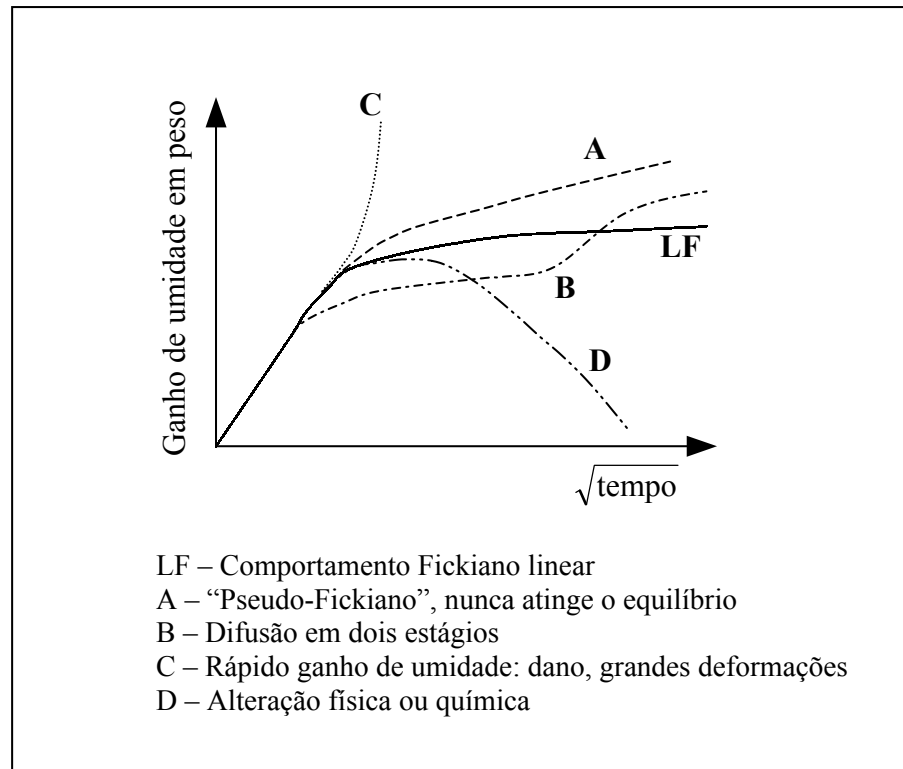 C
A
LF
B
D
Ganho de umidade em peso
√tempo
LF – Comportamento Fickiano linear
A – “Pseudo-Fickiano”, nunca atinge o equilíbrio
B – Difusão em dois estágios
C – Rápido ganho de umidade: dano, grandes deformações
D – Alteração física ou química